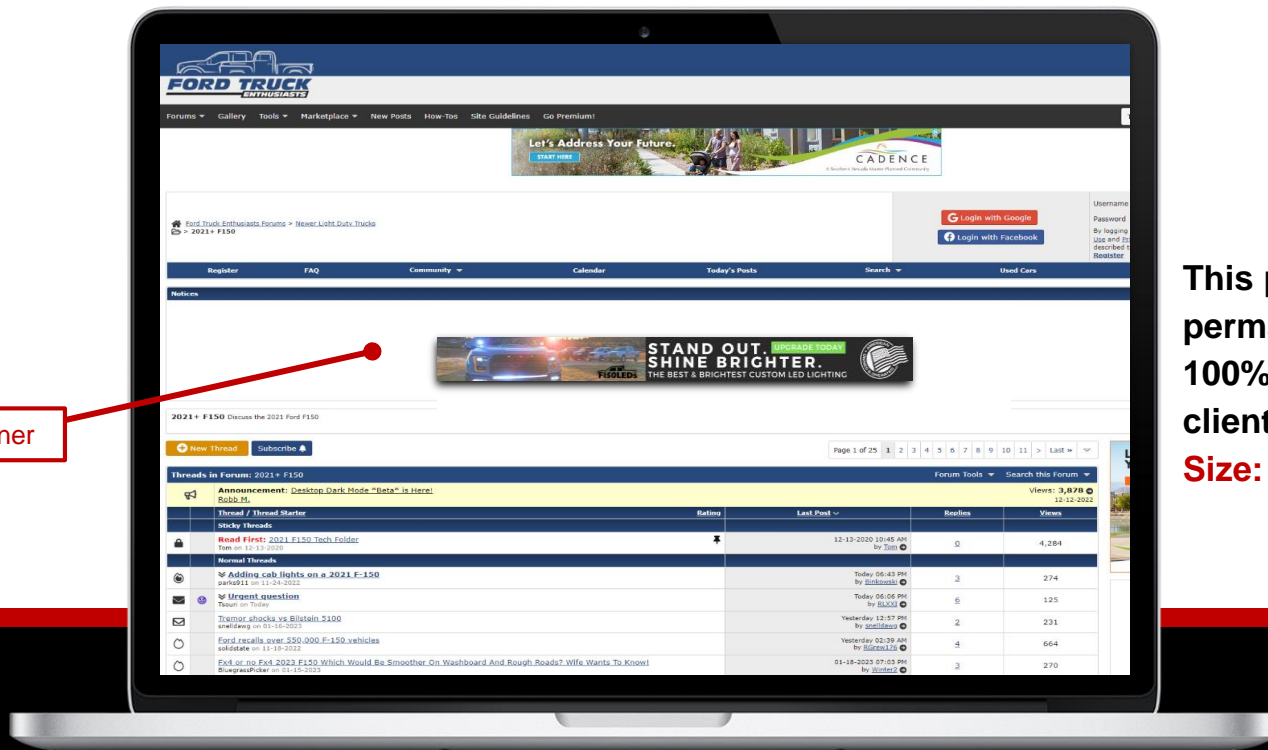 FORD TRUCK
ENTHUSIASTS
Forums Gallery Tools Marketplace New Posts How-Tos Site Guidelines Go Premium!
Let's Address Your Future.
START HERE
CADENCE
Ford Truck Enthusiasts Forums > Newer Light Duty Trucks
> 2021+ F150
Login with Google
Login with Facebook
Username
Password
By logging
Use and
described
Register
Register FAQ Community Calendar Today's Posts Search Used Cars
Notices
STAND OUT. UPGRADE TODAY
SHINE BRIGHTER.
THE BEST & BRIGHTEST CUSTOM LED LIGHTING
F150LEDs
This
100%
client
Size:
2021+ F150 Discuss the 2021 Ford F150
New Thread Subscribe
Page 1 of 25 1 2 3 4 5 6 7 8 9 10 11 > Last »
Threads in Forum: 2021+ F150 Forum Tools Search this Forum
Announcement: Desktop Dark Mode "Beta" is Here! Views: 3,878
Robb M. 12-12-2022
Thread / Thread Starter Rating Last Post Replies Views
Sticky Threads
Read First: 2021 F150 Tech Folder 12-13-2020 10:45 AM 0 4,284
Tom on 12-13-2020 by Tom
Normal Threads
Adding cab lights on a 2021 F-150 Today 06:43 PM 3 274
parks911 on 11-24-2022 by Binkowski
Urgent question Today 06:06 PM 6 125
Tsouri on Today by RLXXI
Tremor shocks vs Bilstein 5100 Yesterday 12:57 PM 2 231
snelldawg on 01-16-2023 by snelldawg
Ford recalls over 550,000 F-150 vehicles Yesterday 02:39 AM 4 664
solidstate on 11-18-2022 by RGrew176
Fx4 or no Fx4 2023 F150 Which Would Be Smoother On Washboard And Rough Roads? Wife Wants To Know! 01-18-2023 07:03 PM 3 270
BluegrassPicker on 01-15-2023 by Winter2